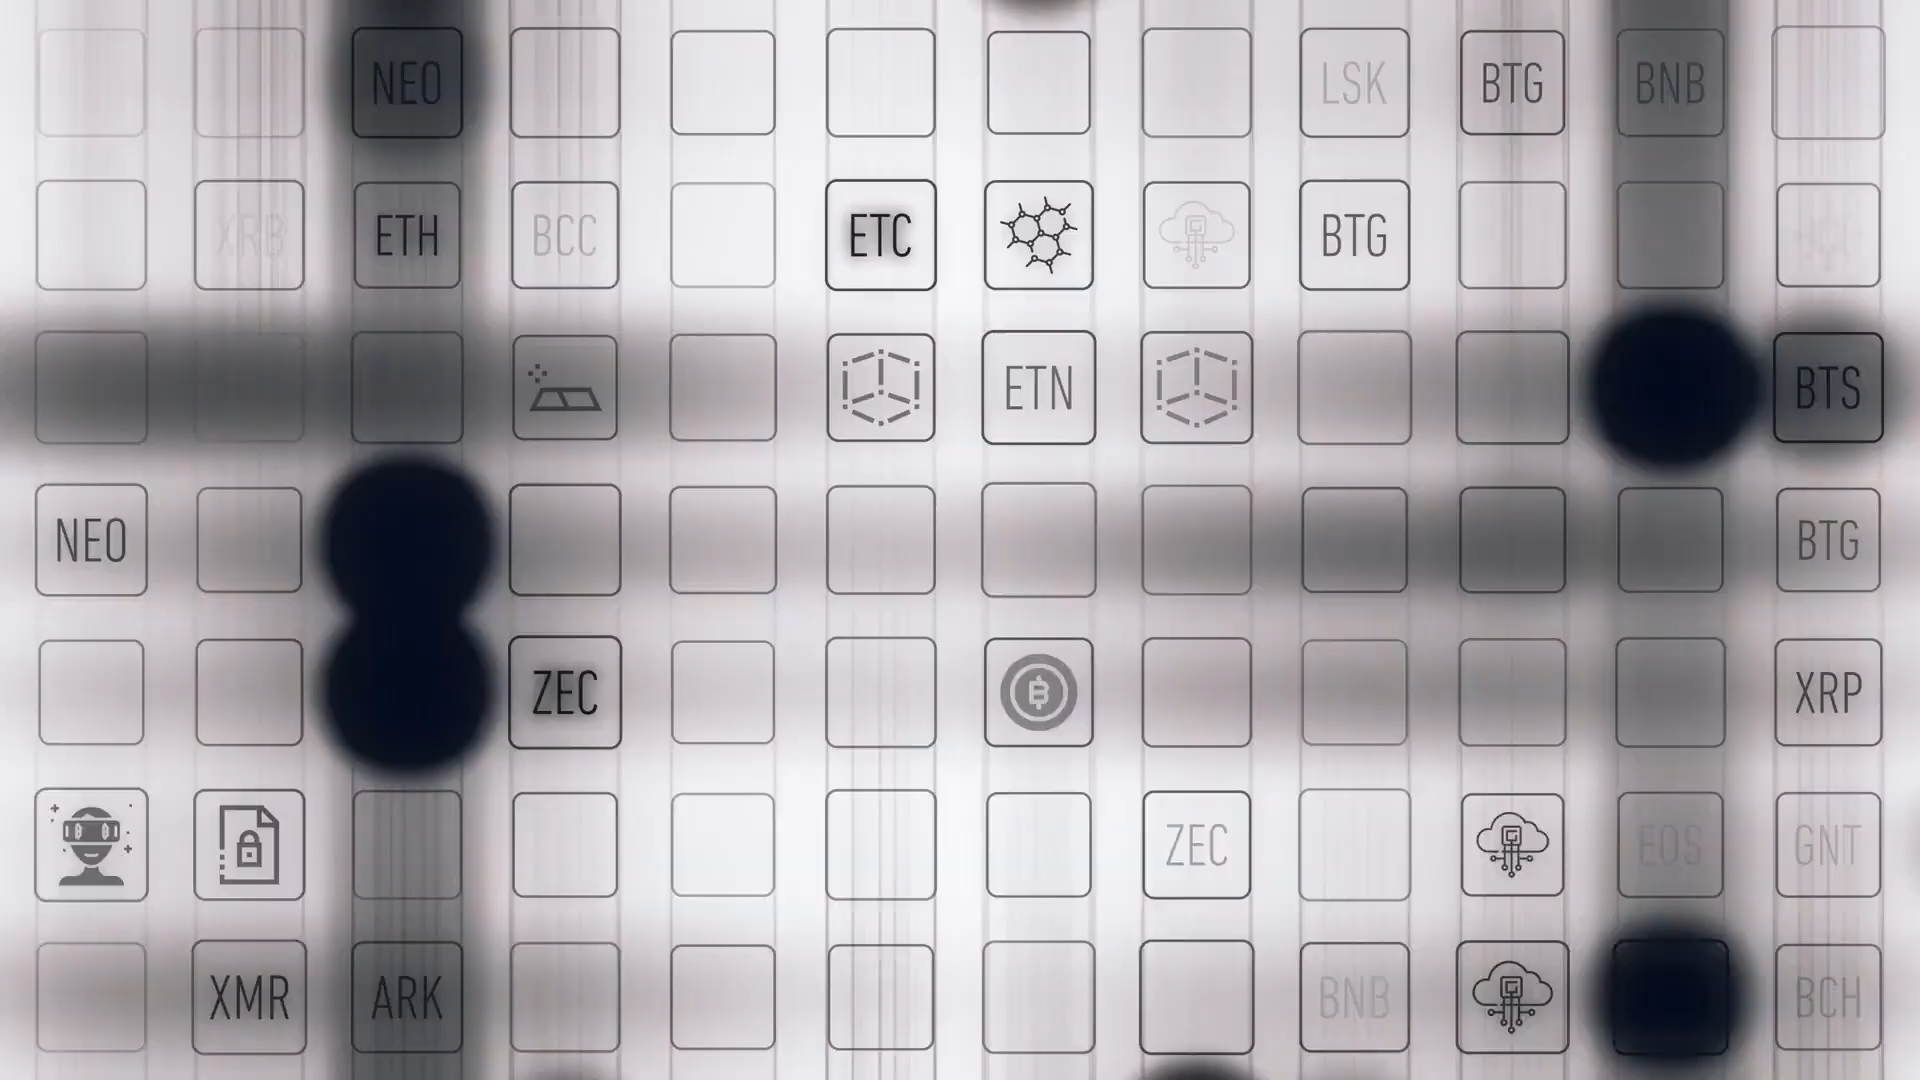 NEO LSK BTG BNB
XRB ETH BCC ETC BTG
ETN BTS
NEO BTG
ZEC XRP
ZEC EOS GNT
XMR ARK BNB BCH